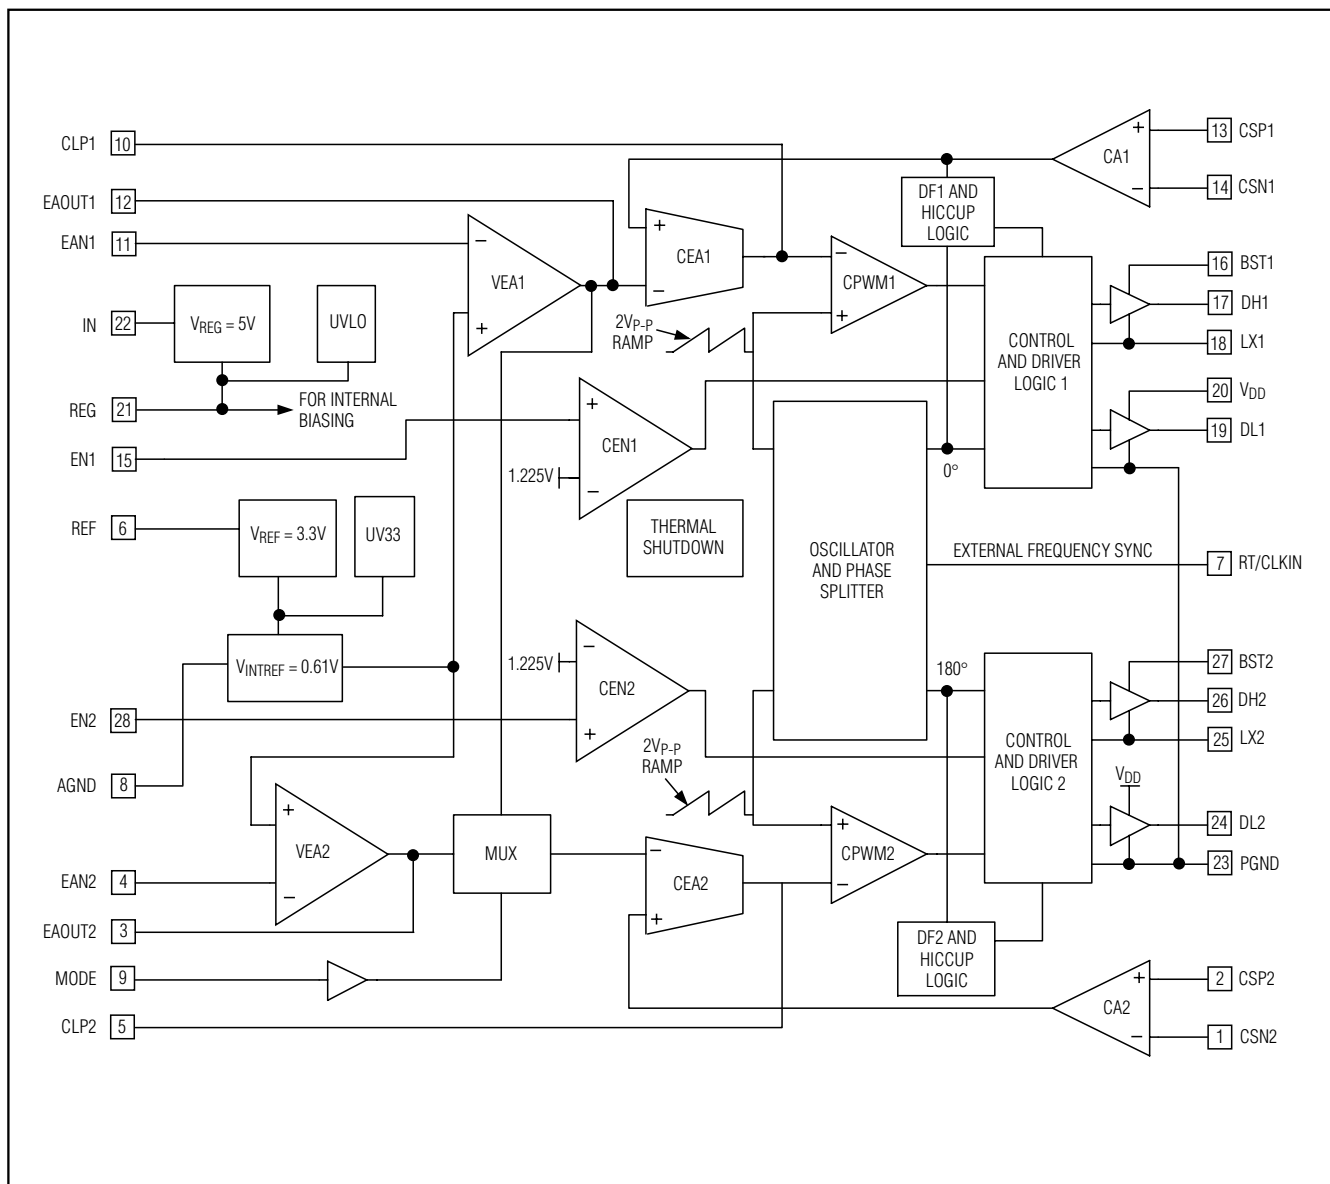 CLP1 10
EAOUT1 12
EAN1 11
IN 22
VREG = 5V
UVLO
REG 21
FOR INTERNAL
BIASING
EN1 15
REF 6
VREF = 3.3V
UV33
VINTREF = 0.61V
EN2 28
AGND 8
EAN2 4
EAOUT2 3
MODE 9
CLP2 5
−
VEA1
+
+
CEA1
−
2VP-P
RAMP
−
CPWM1
+
+
CEN1
1.225V
−
THERMAL
SHUTDOWN
OSCILLATOR
AND PHASE
SPLITTER
0°
180°
EXTERNAL FREQUENCY SYNC
1.225V
−
CEN2
+
2VP-P
RAMP
+
VEA2
−
MUX
−
CEA2
+
+
CPWM2
−
+
CA1
−
DF1 AND
HICCUP
LOGIC
CONTROL
AND DRIVER
LOGIC 1
CONTROL
AND DRIVER
LOGIC 2
VDD
DF2 AND
HICCUP
LOGIC
+
CA2
−
13 CSP1
14 CSN1
16 BST1
17 DH1
18 LX1
20 VDD
19 DL1
7 RT/CLKIN
27 BST2
26 DH2
25 LX2
24 DL2
23 PGND
2 CSP2
1 CSN2